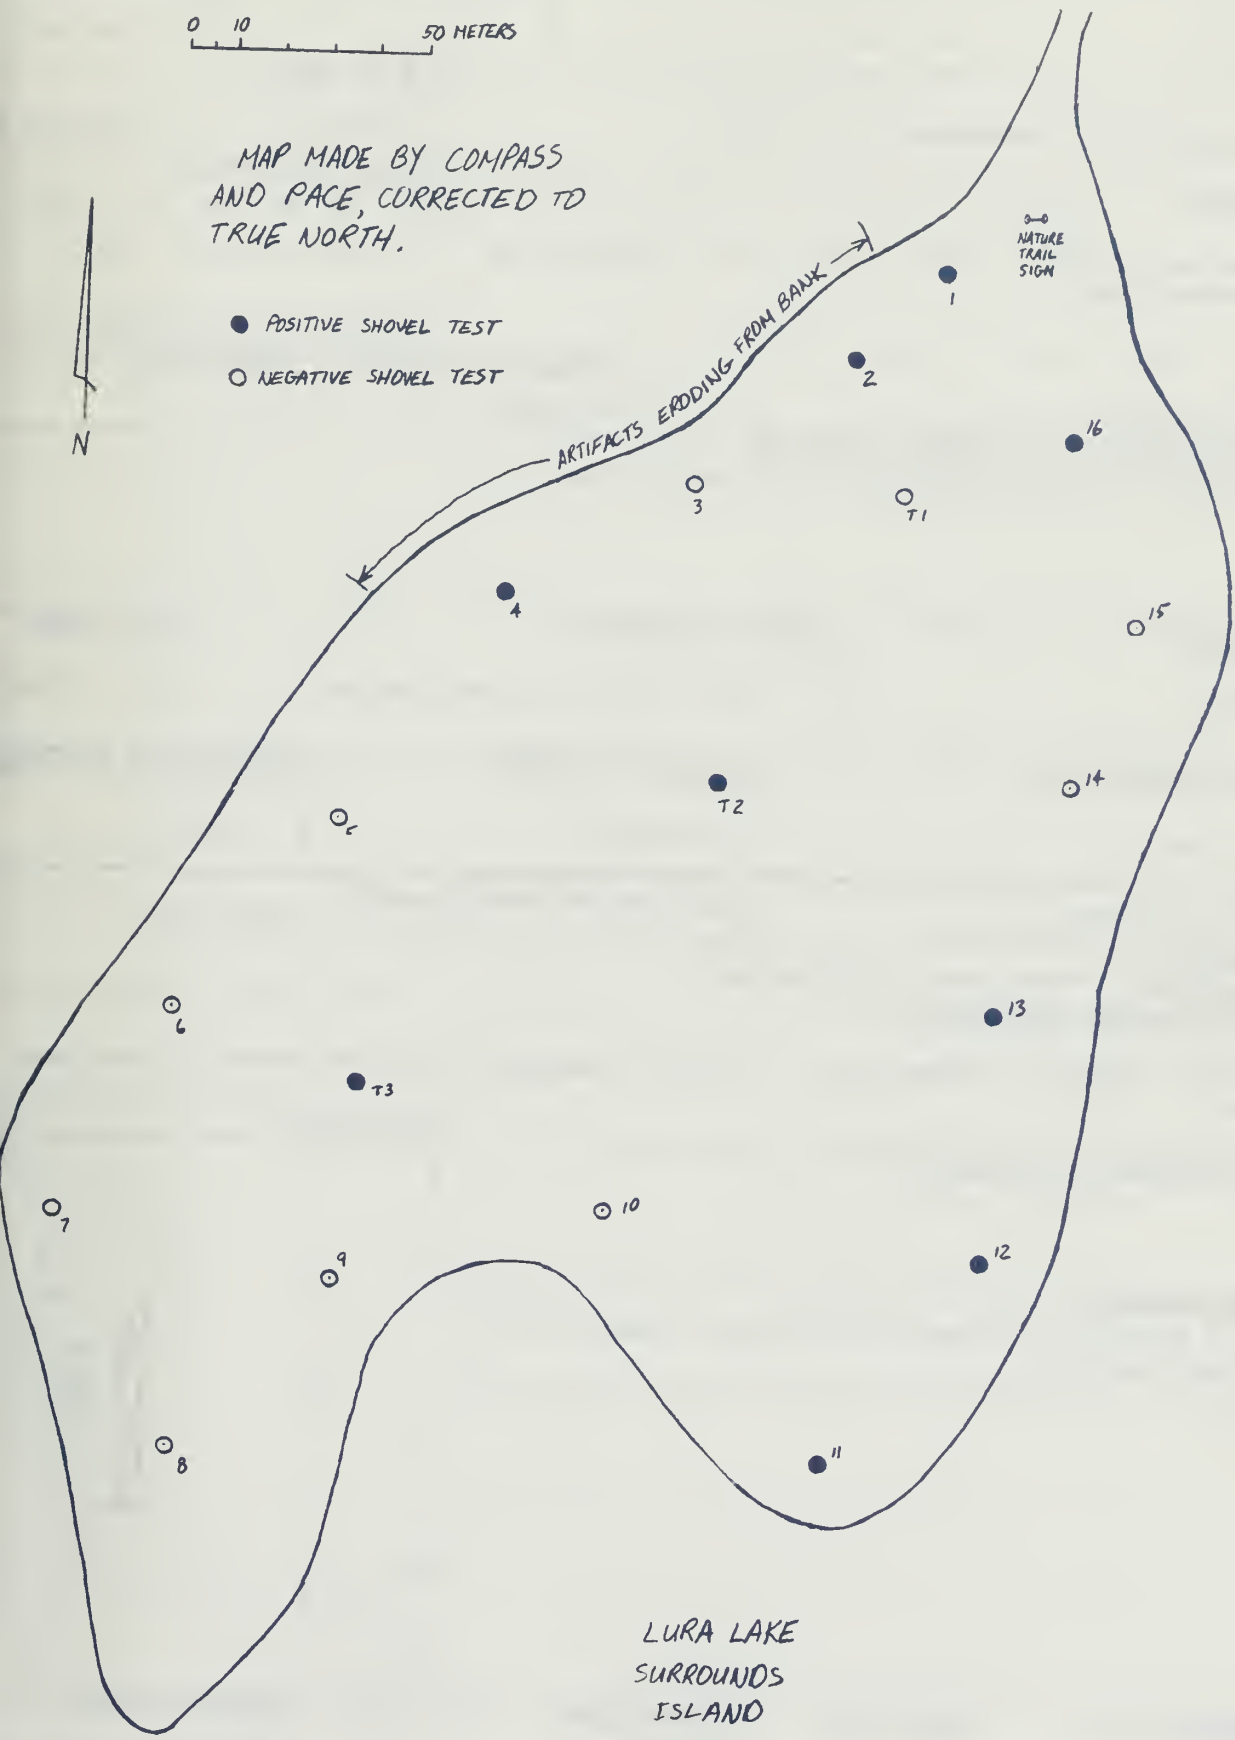 0 10 50 METERS
MAP MADE BY COMPASS
AND PACE, CORRECTED TO
TRUE NORTH.
N
POSITIVE SHOVEL TEST
NEGATIVE SHOVEL TEST
ARTIFACTS ERODING FROM BANK
NATURE
TRAIL
SIGN
1
2
16
3
T1
4
15
T2
14
5
6
13
T3
7
10
9
12
8
11
LURA LAKE
SURROUNDS
ISLAND